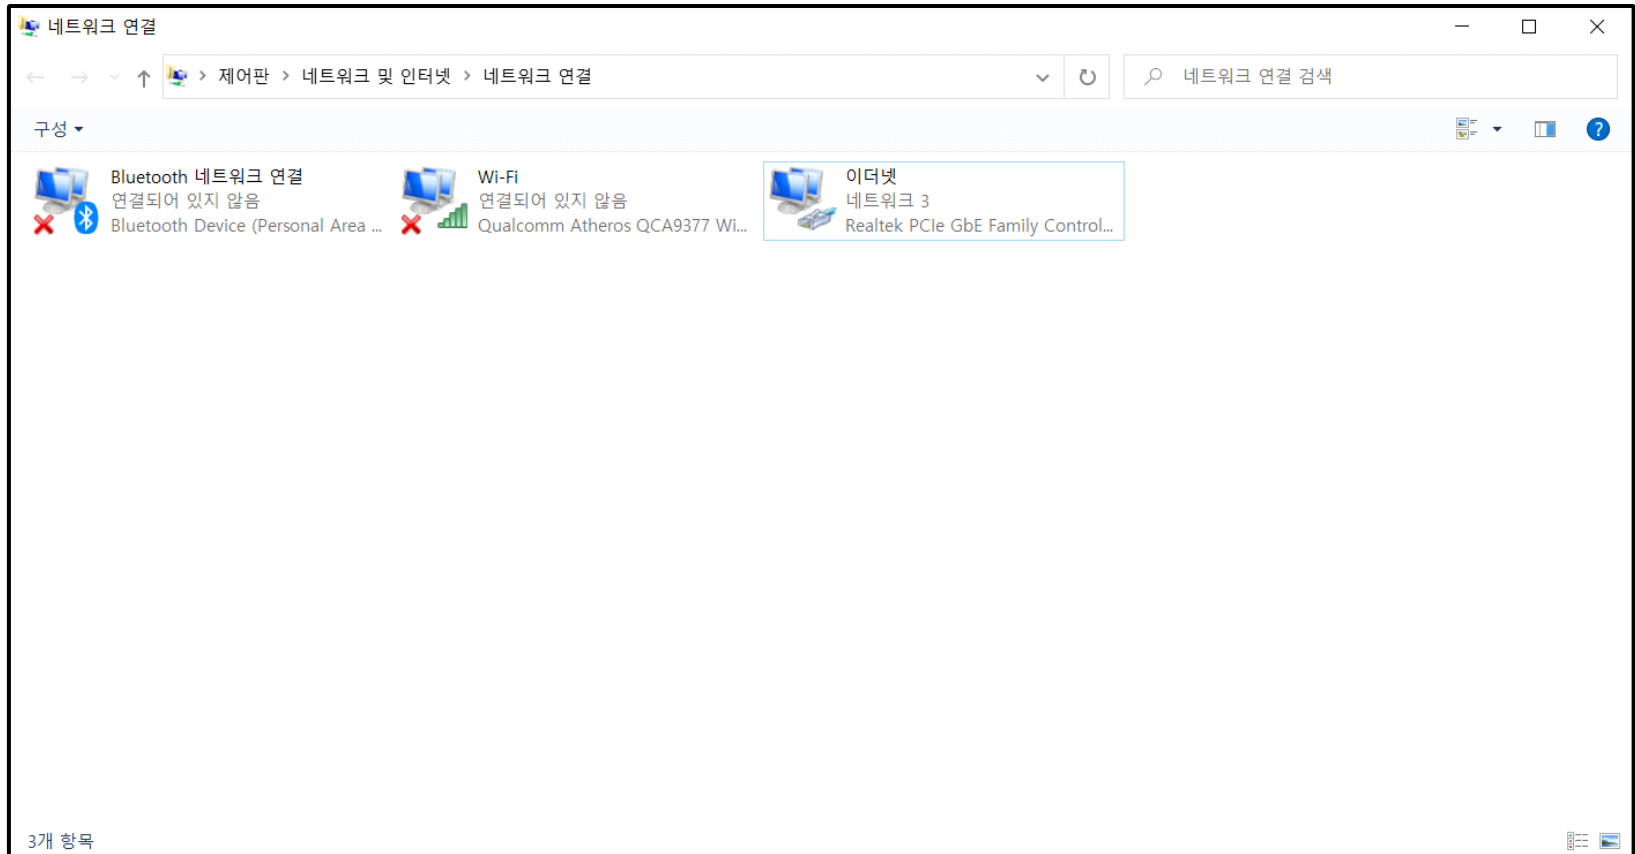 네트워크 연결
제어판 > 네트워크 및 인터넷 > 네트워크 연결
네트워크 연결 검색
구성
Bluetooth 네트워크 연결
연결되어 있지 않음
Bluetooth Device (Personal Area ...
Wi-Fi
연결되어 있지 않음
Qualcomm Atheros QCA9377 Wi...
이더넷
네트워크 3
Realtek PCIe GbE Family Control...
3개 항목